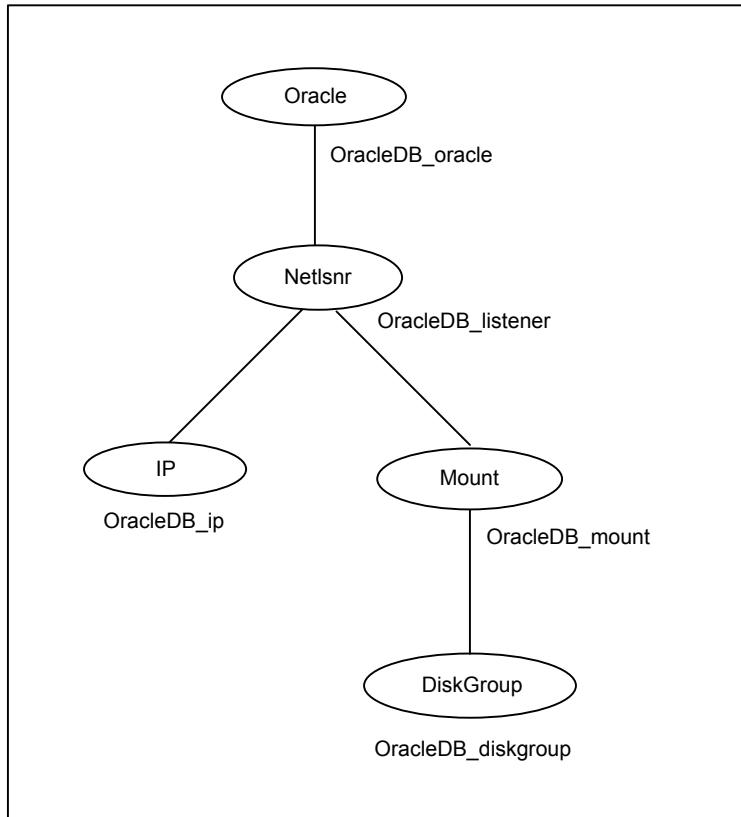 Oracle
OracleDB_oracle
Netlsnr
OracleDB_listener
IP
Mount
OracleDB_ip
OracleDB_mount
DiskGroup
OracleDB_diskgroup